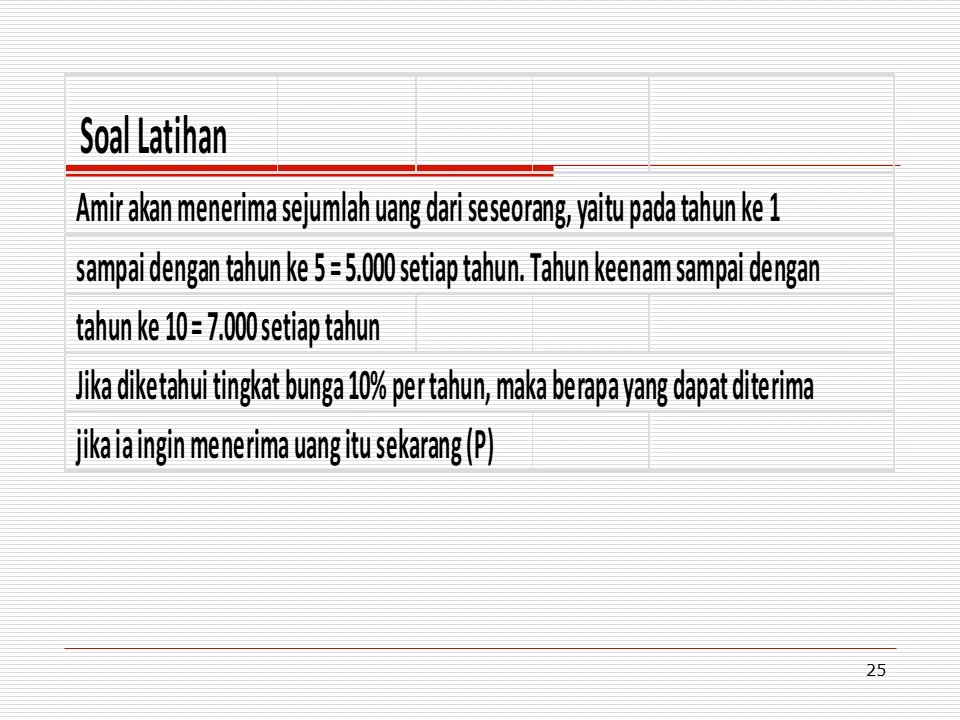 Soal Latihan
Amir akan menerima sejumlah uang dari seseorang, yaitu pada tahun ke 1
sampai dengan tahun ke 5 = 5.000 setiap tahun. Tahun keenam sampai dengan
tahun ke 10 = 7.000 setiap tahun
Jika diketahui tingkat bunga 10% per tahun, maka berapa yang dapat diterima
jika ia ingin menerima uang itu sekarang (P)
25